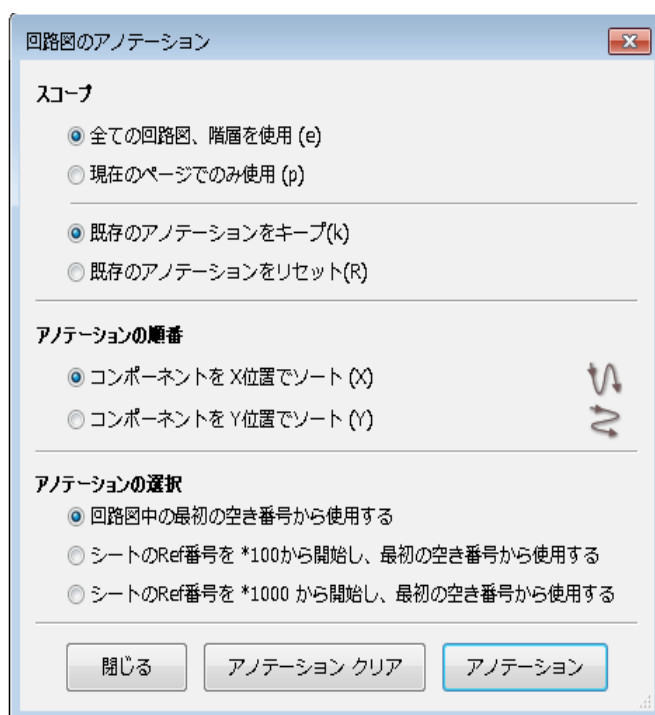 回路図のアノテーション
スコープ
全ての回路図、階層を使用 (e)
現在のページでのみ使用 (p)
既存のアノテーションをキープ(k)
既存のアノテーションをリセット(R)
アノテーションの順番
コンポーネントを X位置でソート (X)
コンポーネントを Y位置でソート (Y)
アノテーションの選択
回路図中の最初の空き番号から使用する
シートのRef番号を *100から開始し、最初の空き番号から使用する
シートのRef番号を *1000 から開始し、最初の空き番号から使用する
閉じる アノテーション クリア アノテーション